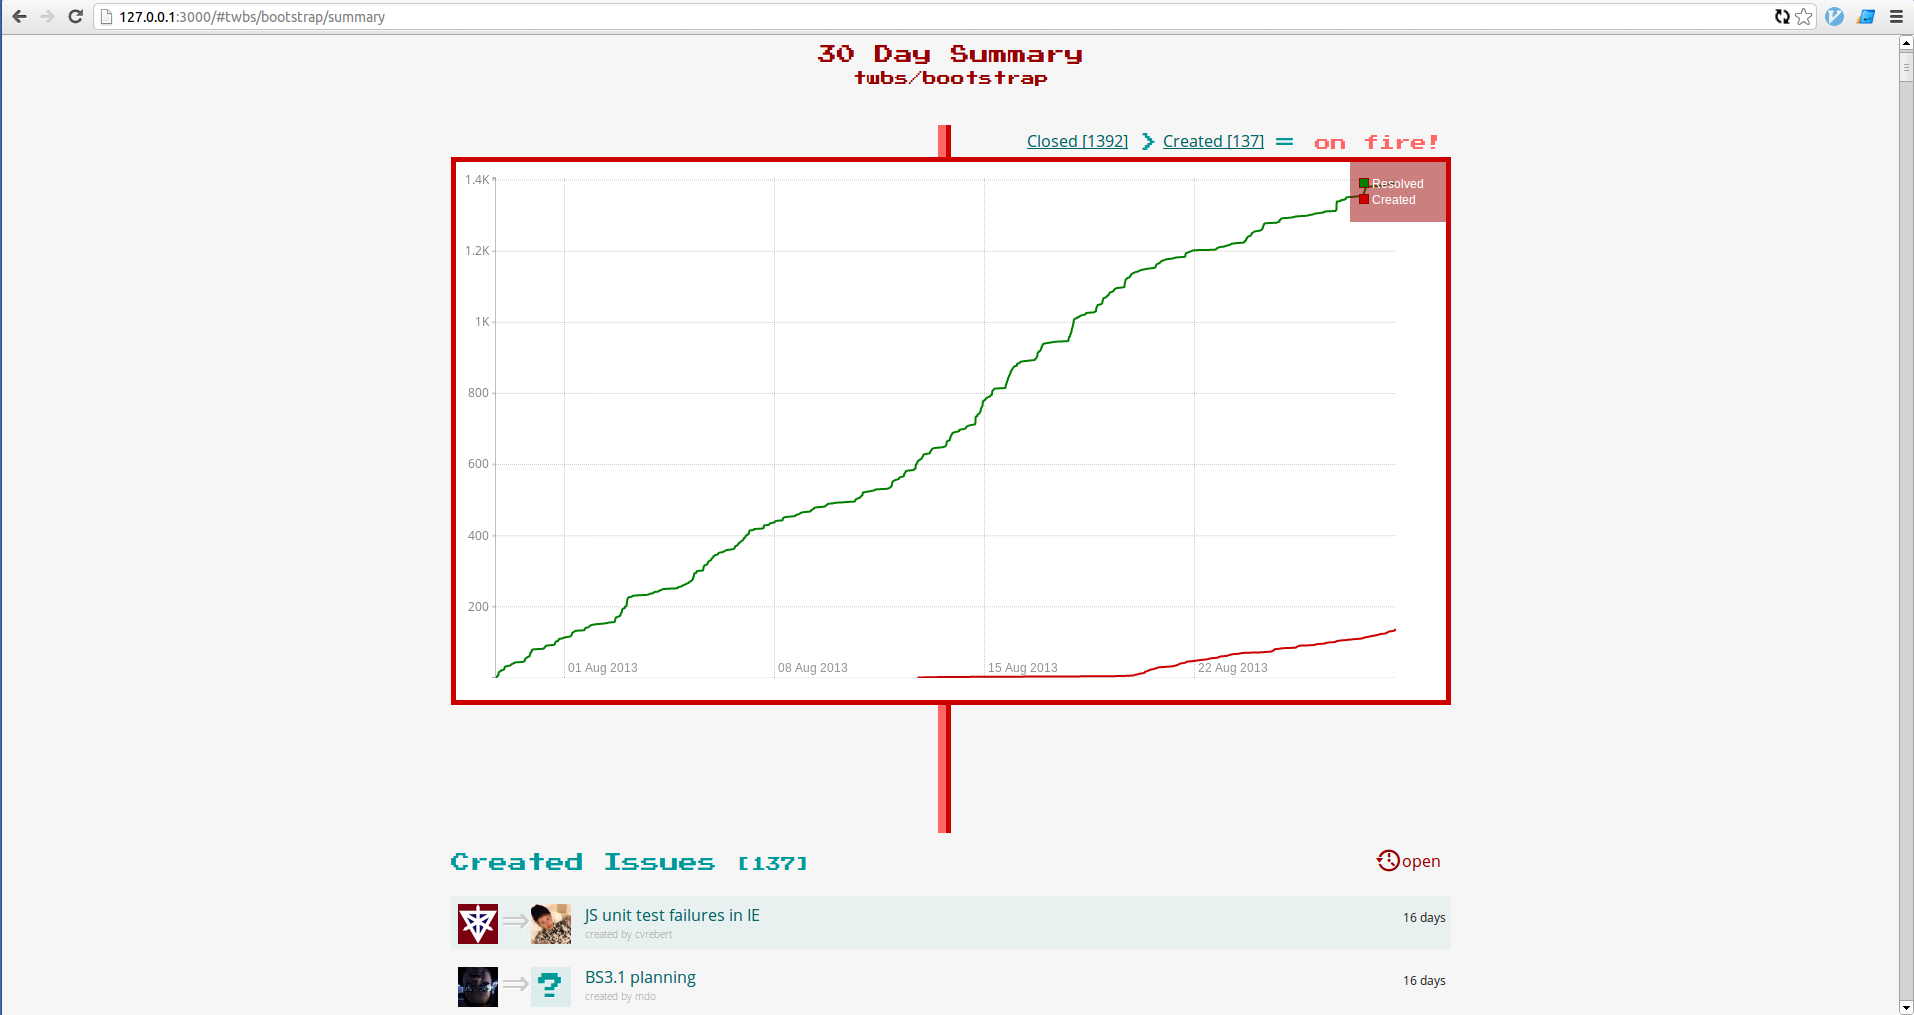 127.0.0.1:3000/#twbs/bootstrap/summary
30 Day Summary
twbs/bootstrap
Closed [1392] > Created [137] = on fire!
Resolved
Created
1.4K
1.2K
1K
800
600
400
200
01 Aug 2013 08 Aug 2013 15 Aug 2013 22 Aug 2013
Created Issues [137] open
JS unit test failures in IE 16 days
created by cvrebert
? BS3.1 planning 16 days
created by mdo